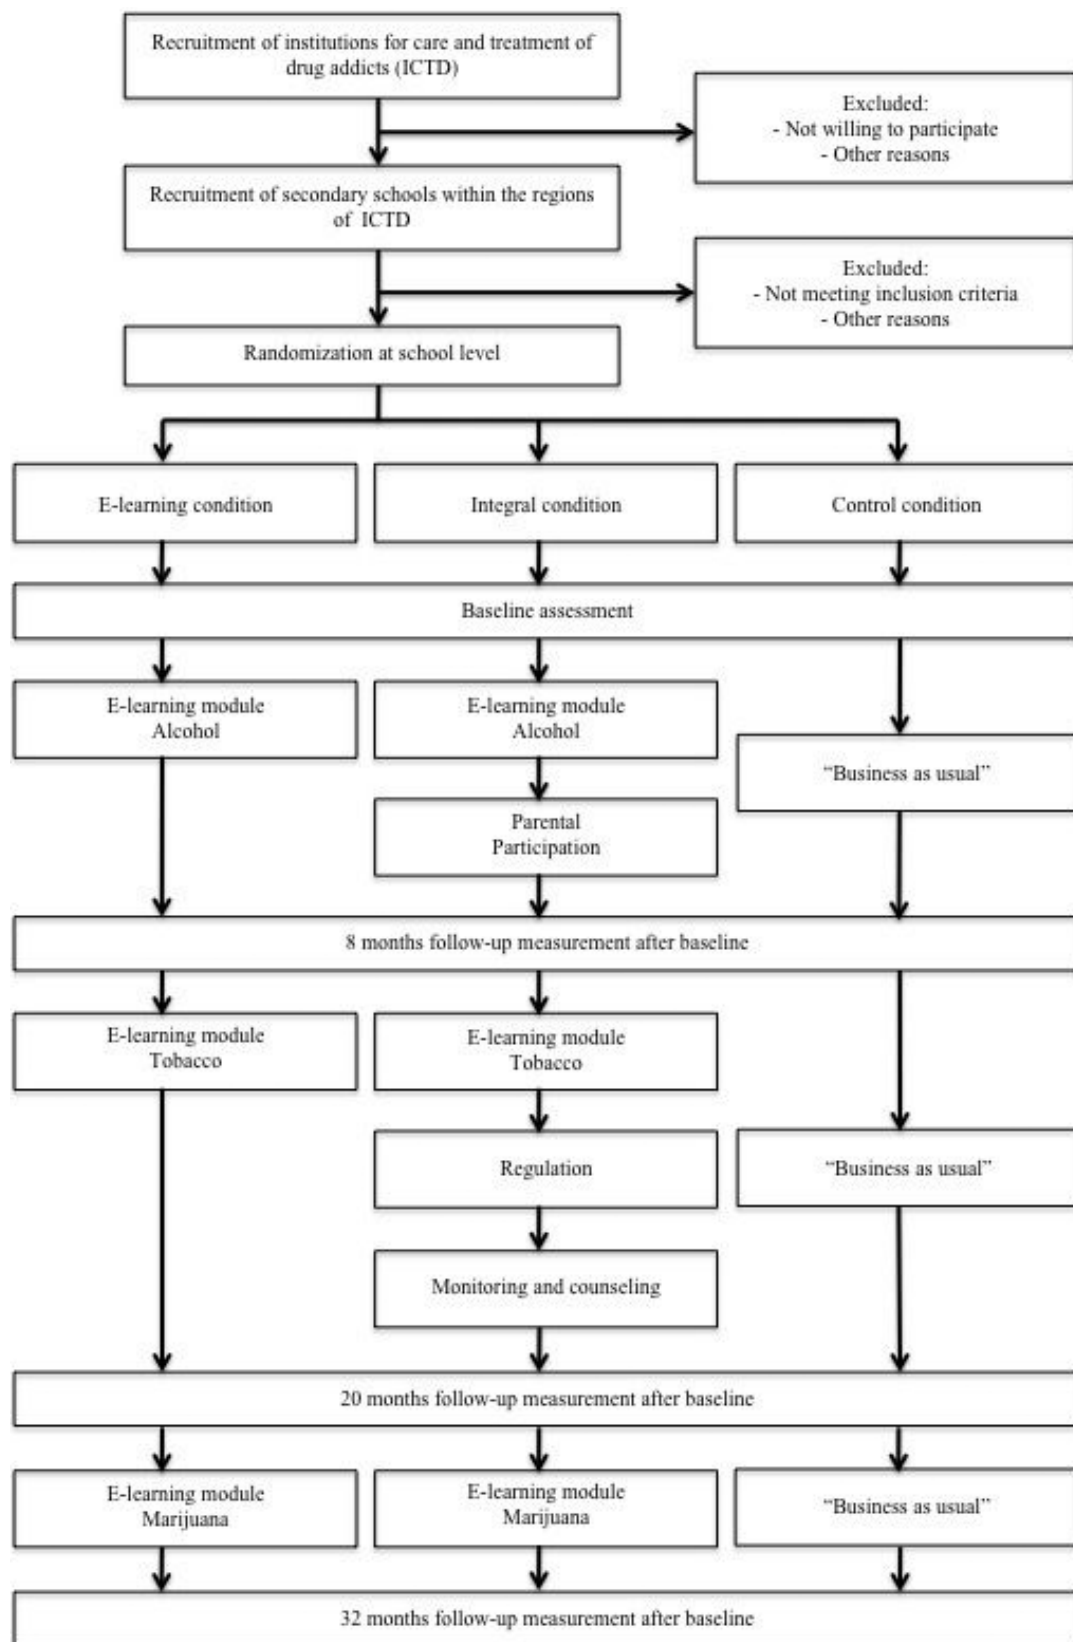 Recruitment of institutions for care and treatment of
drug addicts (ICTD)
Excluded:
- Not willing to participate
- Other reasons
Recruitment of secondary schools within the regions
of ICTD
Excluded:
- Not meeting inclusion criteria
- Other reasons
Randomization at school level
E-learning condition
Integral condition
Control condition
Baseline assessment
E-learning module
Alcohol
E-learning module
Alcohol
“Business as usual”
Parental
Participation
8 months follow-up measurement after baseline
E-learning module
Tobacco
E-learning module
Tobacco
Regulation
“Business as usual”
Monitoring and counseling
20 months follow-up measurement after baseline
E-learning module
Marijuana
E-learning module
Marijuana
“Business as usual”
32 months follow-up measurement after baseline